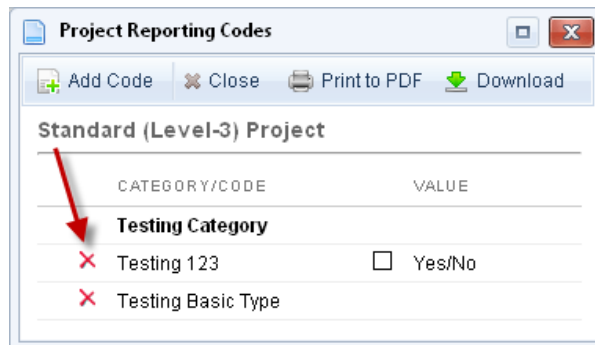 Project Reporting Codes
Add Code Close Print to PDF Download
Standard (Level-3) Project
CATEGORY/CODE VALUE
Testing Category
Testing 123 Yes/No
Testing Basic Type